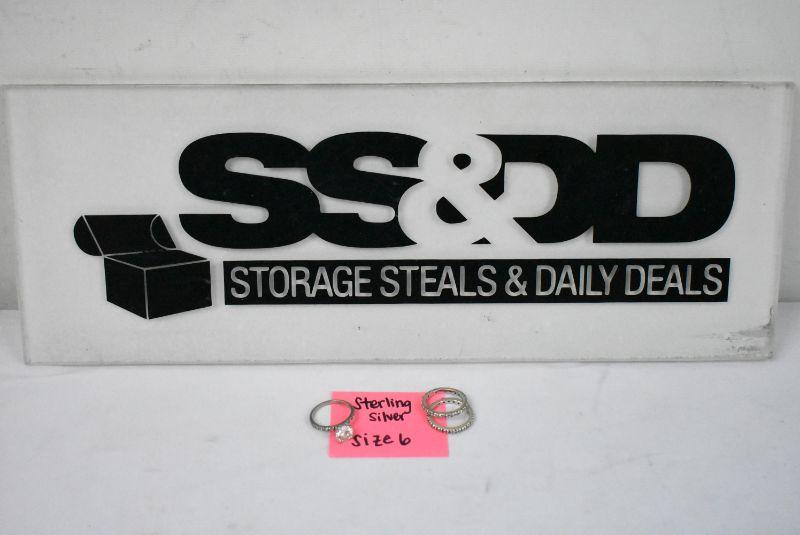 SS&DD
STORAGE STEALS & DAILY DEALS
Sterling
Silver
Size 6